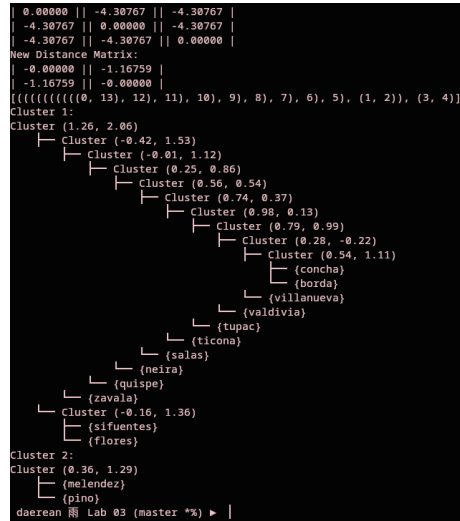 | 0.00000 || -4.30767 || -4.30767 |
| -4.30767 || 0.00000 || -4.30767 |
| -4.30767 || -4.30767 || 0.00000 |
New Distance Matrix:
| -0.00000 || -1.16759 |
| -1.16759 || -0.00000 |
[((((((((((0, 13), 12), 11), 10), 9), 8), 7), 6), 5), (1, 2)), (3, 4)]
Cluster 1:
Cluster (1.26, 2.06)
├── Cluster (-0.42, 1.53)
├── Cluster (-0.01, 1.12)
├── Cluster (0.25, 0.86)
├── Cluster (0.56, 0.54)
├── Cluster (0.74, 0.37)
├── Cluster (0.98, 0.13)
├── Cluster (0.79, 0.99)
├── Cluster (0.28, -0.22)
├── Cluster (0.54, 1.11)
├── {concha}
└── {borda}
└── {villanueva}
└── {valdivia}
└── {tupac}
└── {ticona}
└── {salas}
└── {neira}
└── {quispe}
└── {zavala}
└── Cluster (-0.16, 1.36)
├── {sifuentes}
└── {flores}
Cluster 2:
Cluster (0.36, 1.29)
├── {melendez}
└── {pino}
daerean 雨 Lab 03 (master *%) ►